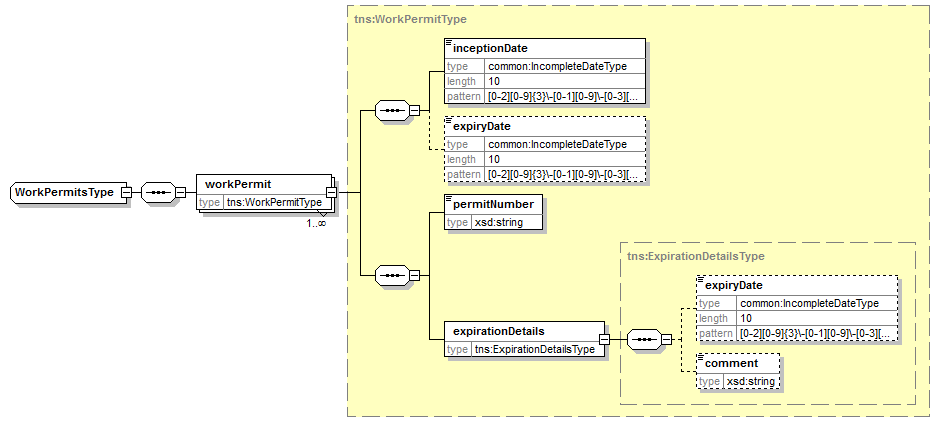 tns:WorkPermitType
inceptionDate
type common:IncompleteDateType
length 10
pattern [0-2][0-9]{3}\-[0-1][0-9]\-[0-3][...
expiryDate
type common:IncompleteDateType
length 10
pattern [0-2][0-9]{3}\-[0-1][0-9]\-[0-3][...
WorkPermitsType
workPermit
type tns:WorkPermitType
1..∞
permitNumber
type xsd:string
expirationDetails
type tns:ExpirationDetailsType
tns:ExpirationDetailsType
expiryDate
type common:IncompleteDateType
length 10
pattern [0-2][0-9]{3}\-[0-1][0-9]\-[0-3][...
comment
type xsd:string